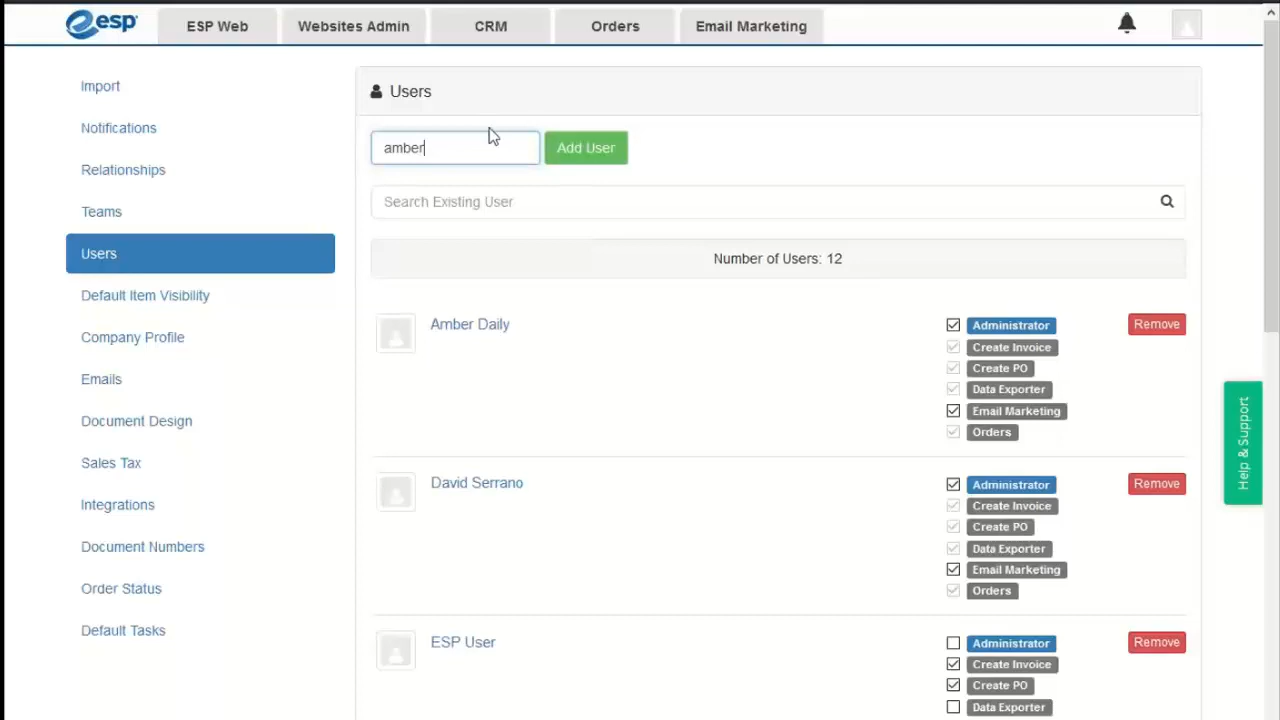 esp
ESP Web
Websites Admin
CRM
Orders
Email Marketing
Import
Notifications
Relationships
Teams
Users
Default Item Visibility
Company Profile
Emails
Document Design
Sales Tax
Integrations
Document Numbers
Order Status
Default Tasks
Users
amber
Add User
Search Existing User
Number of Users: 12
Amber Daily
Administrator
Create Invoice
Create PO
Data Exporter
Email Marketing
Orders
Remove
David Serrano
Administrator
Create Invoice
Create PO
Data Exporter
Email Marketing
Orders
Remove
ESP User
Administrator
Create Invoice
Create PO
Data Exporter
Remove
Help & Support